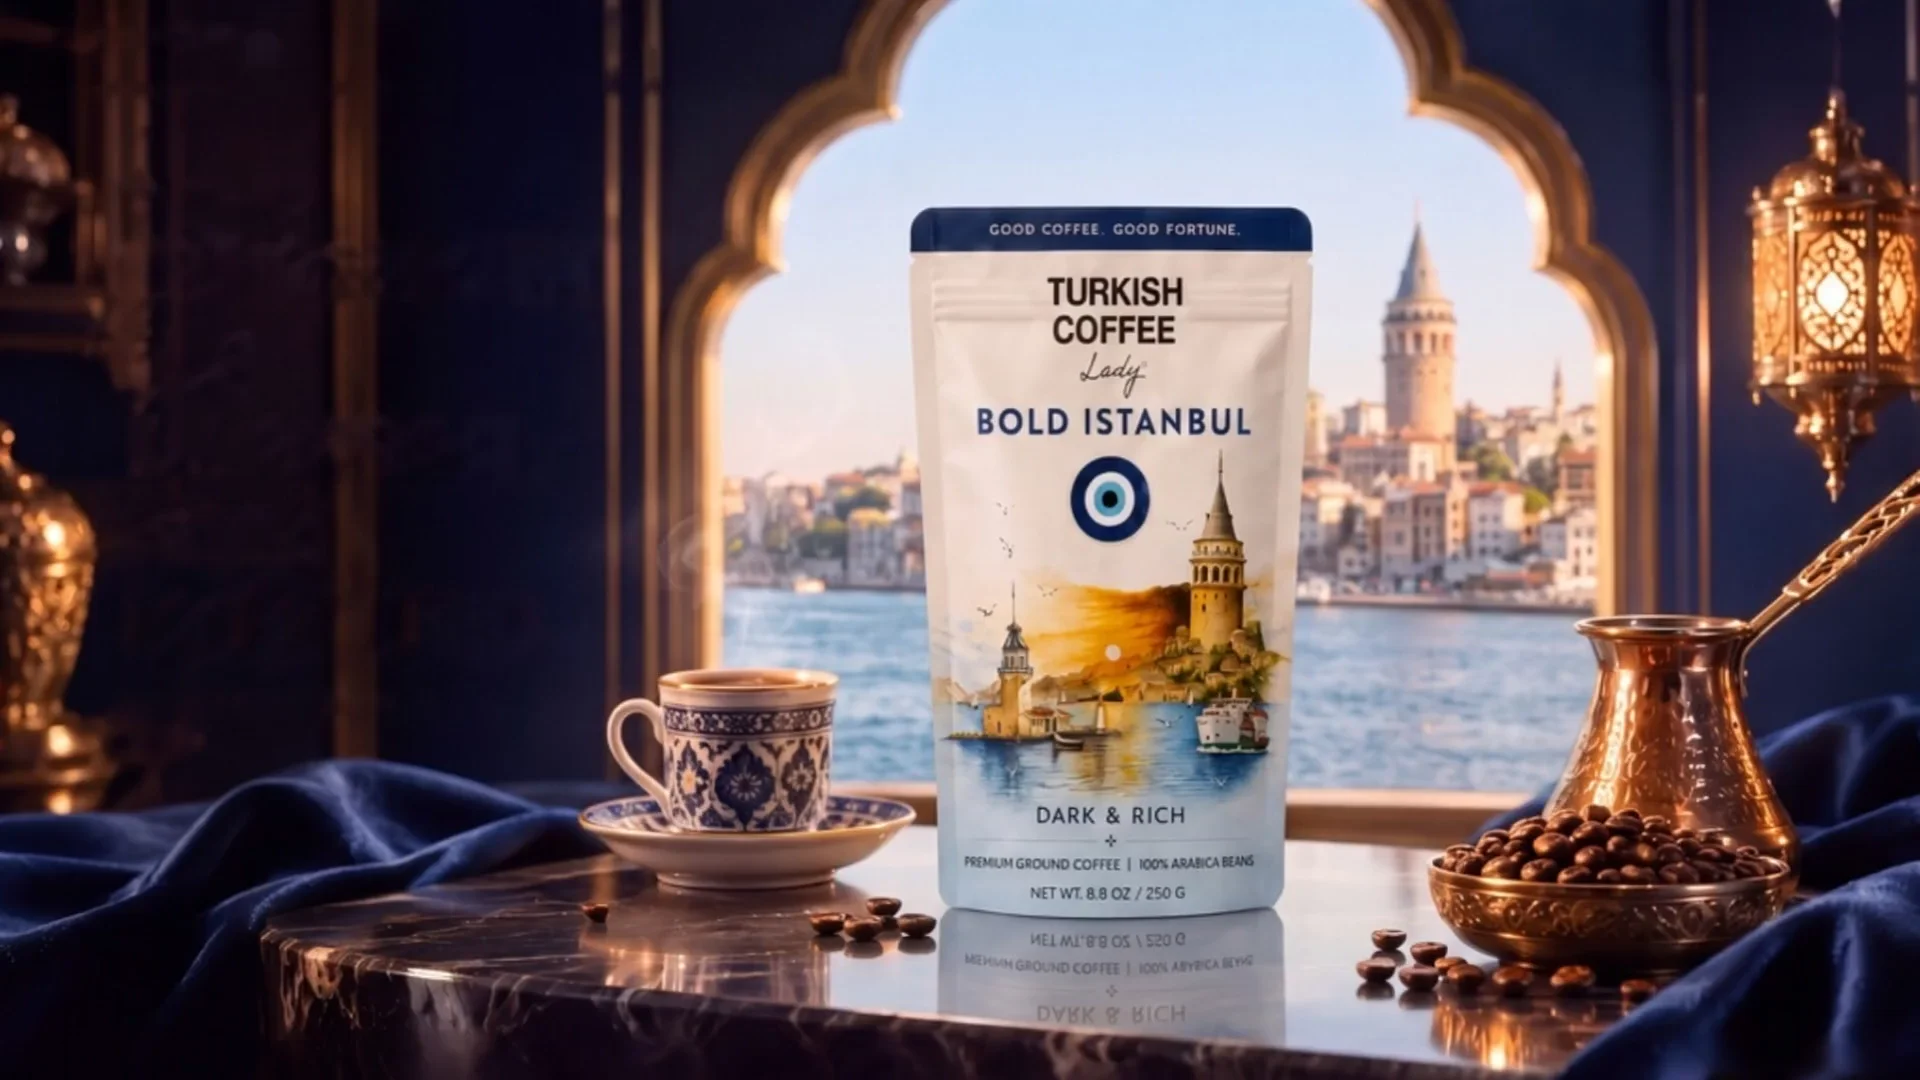 GOOD COFFEE. GOOD FORTUNE.
TURKISH
COFFEE
Lady
BOLD ISTANBUL
DARK & RICH
PREMIUM GROUND COFFEE | 100% ARABICA BEANS
NET WT. 8.8 OZ / 250 G